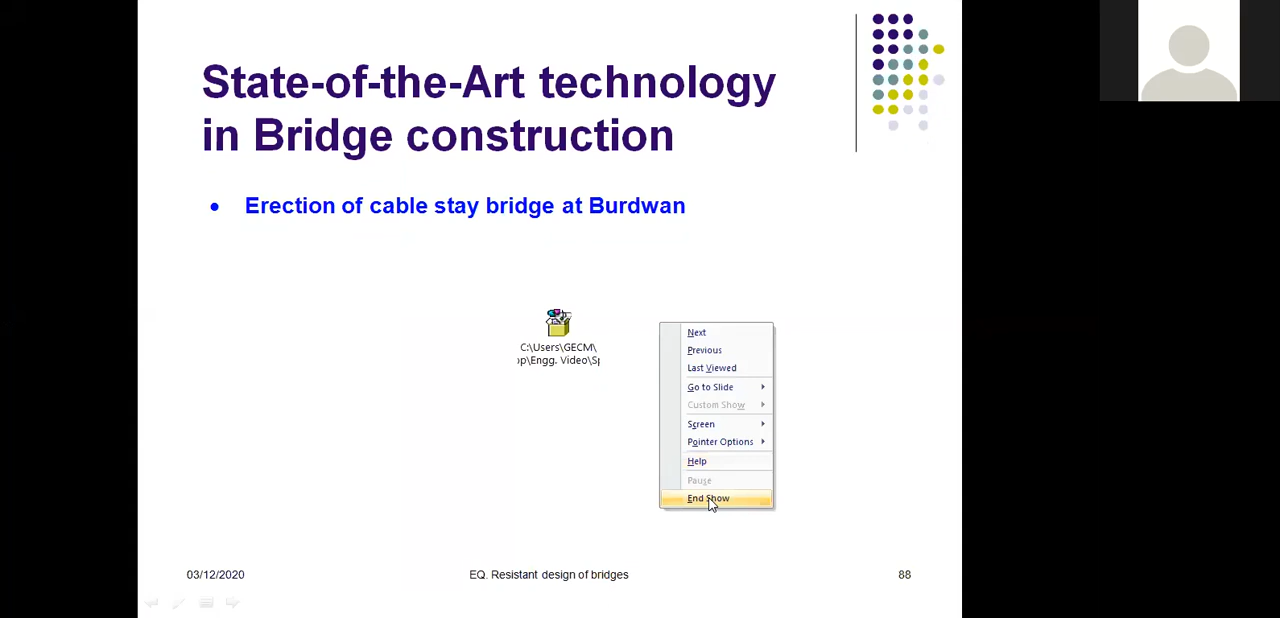 State-of-the-Art technology
in Bridge construction
• Erection of cable stay bridge at Burdwan
C:\Users\GECM\
op\Engg. Video\Sp
Next
Previous
Last Viewed
Go to Slide
Custom Show
Screen
Pointer Options
Help
Pause
End Show
03/12/2020
EQ. Resistant design of bridges
88